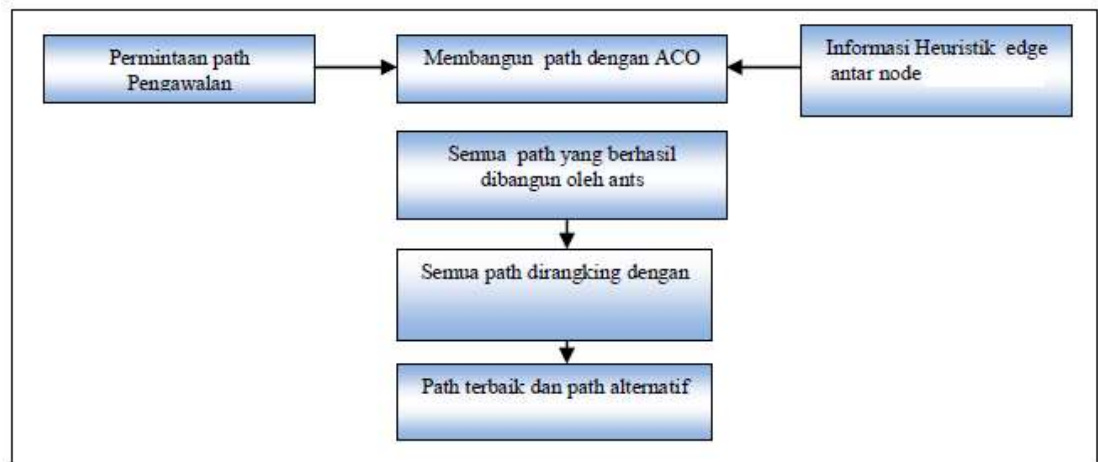 Permintaan path
Pengawalan
Membangun path dengan ACO
Informasi Heuristik edge
antar node
Semua path yang berhasil
dibangun oleh ants
Semua path dirangking dengan
Path terbaik dan path alternatif